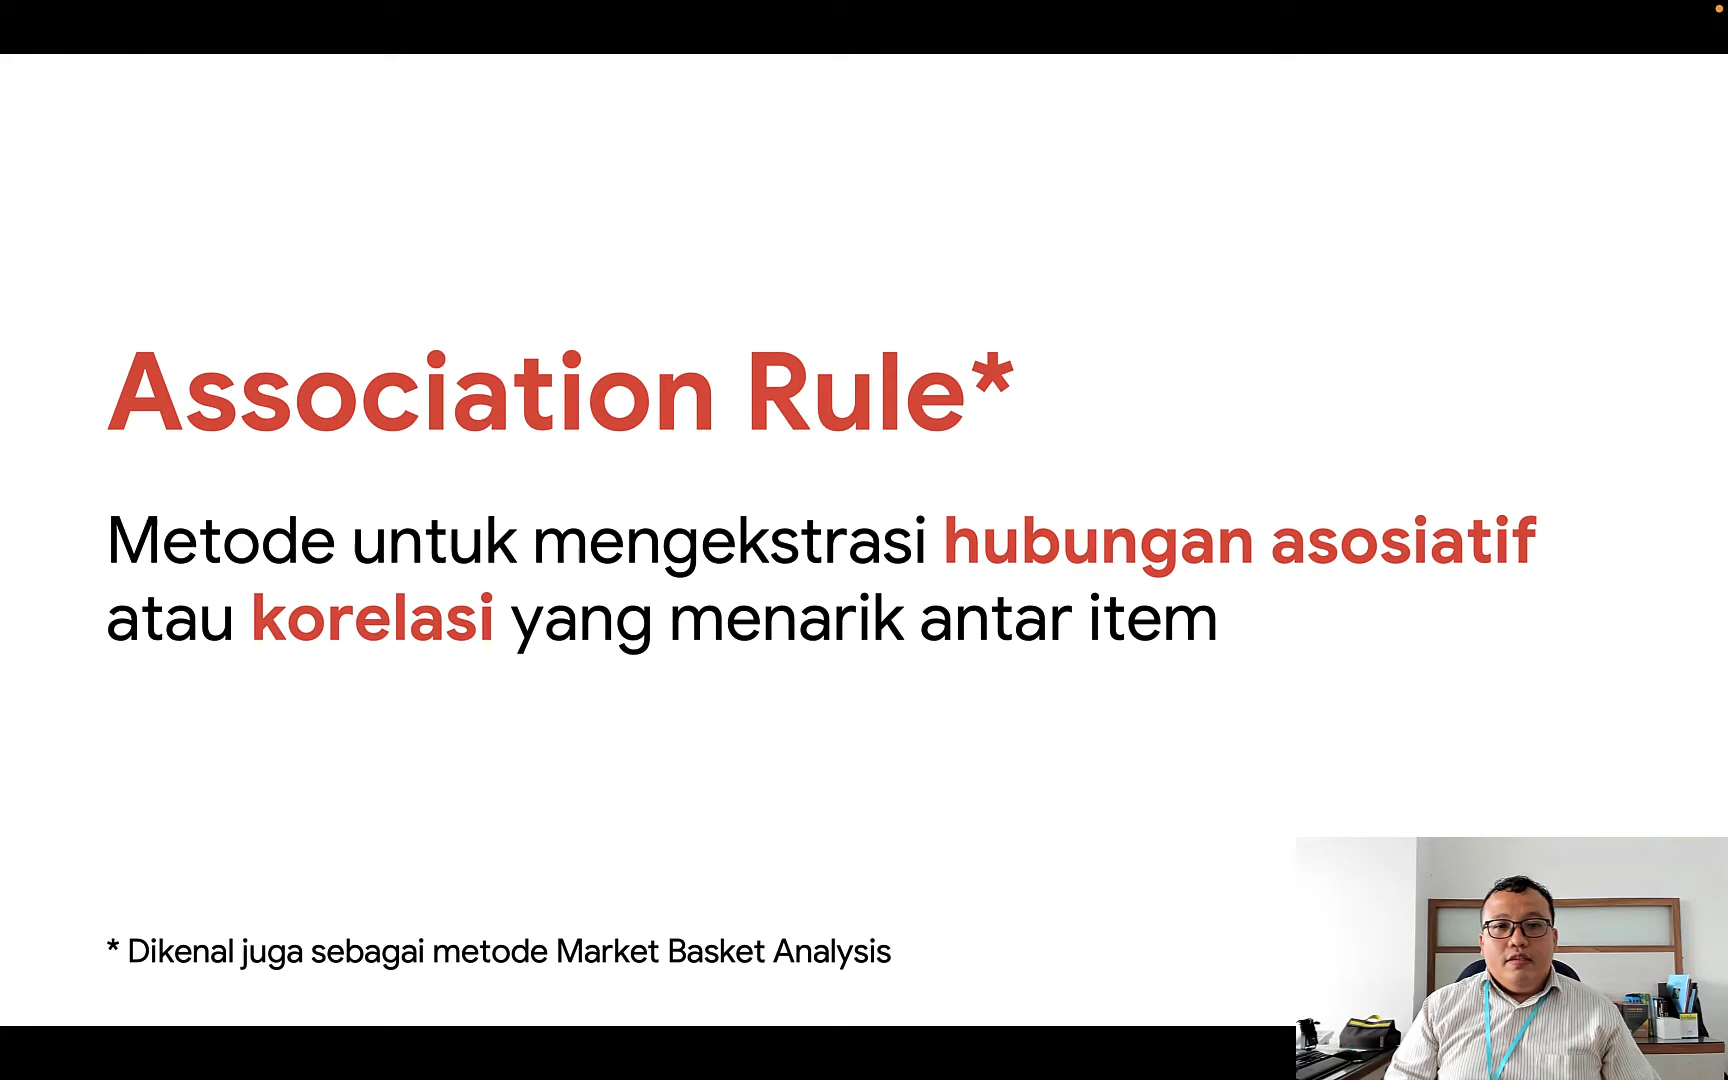 Association Rule*
Metode untuk mengekstrasi hubungan asosiatif
atau korelasi yang menarik antar item
* Dikenal juga sebagai metode Market Basket Analysis